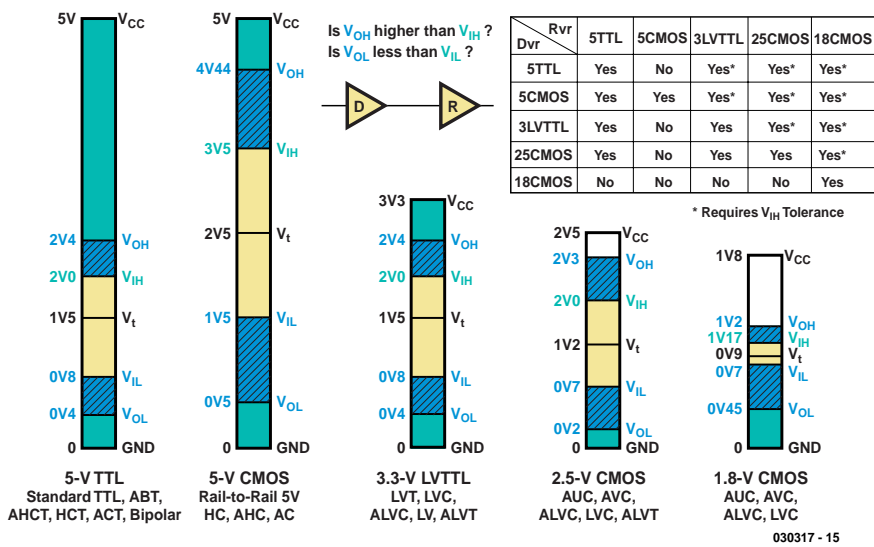 Is VOH higher than VIH ?
Is VOL less than VIL ?
D
R
Dvr Rvr 5TTL 5CMOS 3LVTTL 25CMOS 18CMOS
5TTL Yes No Yes* Yes* Yes*
5CMOS Yes Yes Yes* Yes* Yes*
3LVTTL Yes No Yes Yes* Yes*
25CMOS Yes No Yes Yes Yes*
18CMOS No No No No Yes
* Requires VIH Tolerance
5V VCC
2V4 VOH
2V0 VIH
1V5 Vt
0V8 VIL
0V4 VOL
0 GND
5-V TTL
Standard TTL, ABT,
AHCT, HCT, ACT, Bipolar
5V VCC
4V44 VOH
3V5 VIH
2V5 Vt
1V5 VIL
0V5 VOL
0 GND
5-V CMOS
Rail-to-Rail 5V
HC, AHC, AC
3V3 VCC
2V4 VOH
2V0 VIH
1V5 Vt
0V8 VIL
0V4 VOL
0 GND
3.3-V LVTTL
LVT, LVC,
ALVC, LV, ALVT
2V5 VCC
2V3 VOH
2V0 VIH
1V2 Vt
0V7 VIL
0V2 VOL
0 GND
2.5-V CMOS
AUC, AVC,
ALVC, LVC, ALVT
1V8 VCC
1V2 VOH
1V17 VIH
0V9 Vt
0V7 VIL
0V45 VOL
0 GND
1.8-V CMOS
AUC, AVC,
ALVC, LVC
030317 - 15